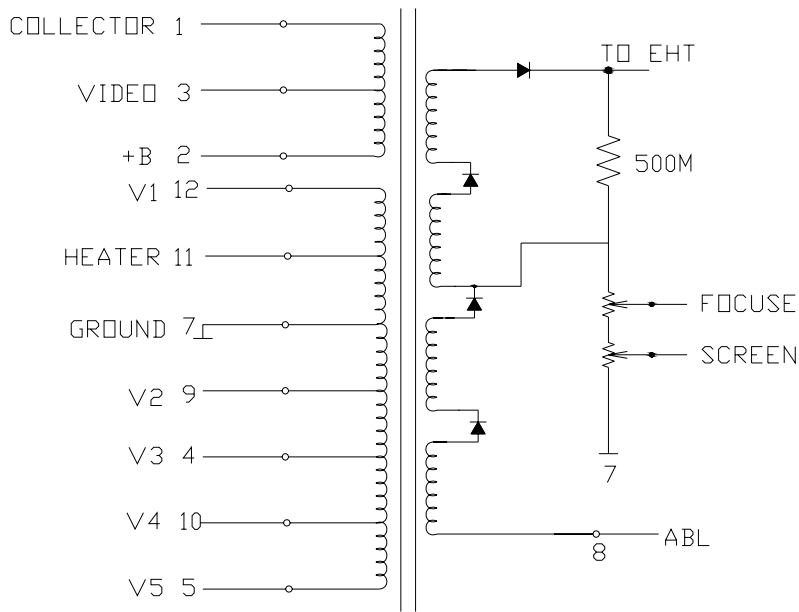 COLLECTOR 1
TO EHT
VIDEO 3
500M
+B 2
V1 12
HEATER 11
FOCUSE
GROUND 7
SCREEN
V2 9
V3 4
7
V4 10
ABL
8
V5 5